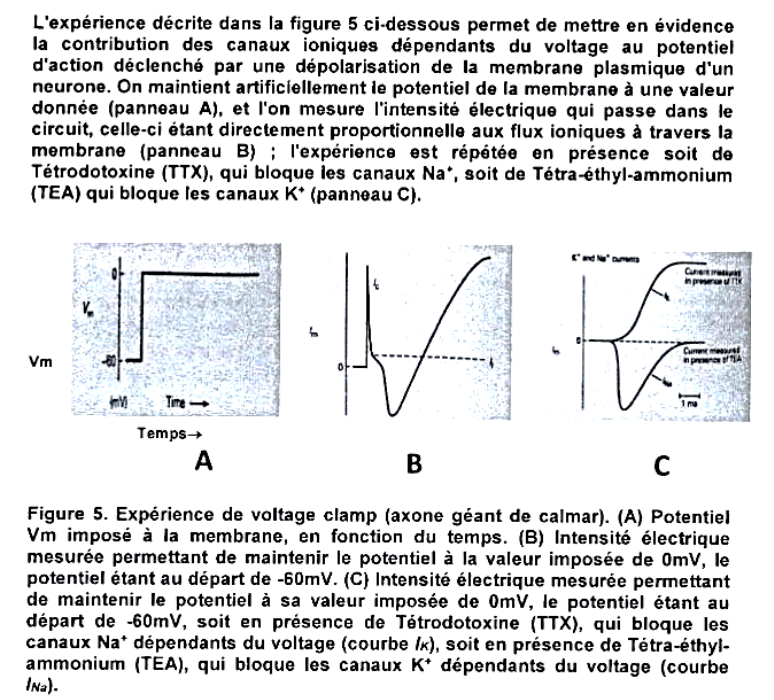 L'expérience décrite dans la figure 5 ci-dessous permet de mettre en évidence
la contribution des canaux ioniques dépendants du voltage au potentiel
d'action déclenché par une dépolarisation de la membrane plasmique d'un
neurone. On maintient artificiellement le potentiel de la membrane à une valeur
donnée (panneau A), et l'on mesure l'intensité électrique qui passe dans le
circuit, celle-ci étant directement proportionnelle aux flux ioniques à travers la
membrane (panneau B) ; l'expérience est répétée en présence soit de
Tétrodotoxine (TTX), qui bloque les canaux Na⁺, soit de Tétra-éthyl-ammonium
(TEA) qui bloque les canaux K⁺ (panneau C).
0
Vm
-60
(mV) Time →
Vm
Temps→
A
0
B
K⁺ and Na⁺ currents
Current measured
in presence of TTX
0
Current measured
in presence of TEA
1 ms
C
Figure 5. Expérience de voltage clamp (axone géant de calmar). (A) Potentiel
Vm imposé à la membrane, en fonction du temps. (B) Intensité électrique
mesurée permettant de maintenir le potentiel à la valeur imposée de 0mV, le
potentiel étant au départ de -60mV. (C) Intensité électrique mesurée permettant
de maintenir le potentiel à sa valeur imposée de 0mV, le potentiel étant au
départ de -60mV, soit en présence de Tétrodotoxine (TTX), qui bloque les
canaux Na⁺ dépendants du voltage (courbe IK), soit en présence de Tétra-éthyl-
ammonium (TEA), qui bloque les canaux K⁺ dépendants du voltage (courbe
INa).